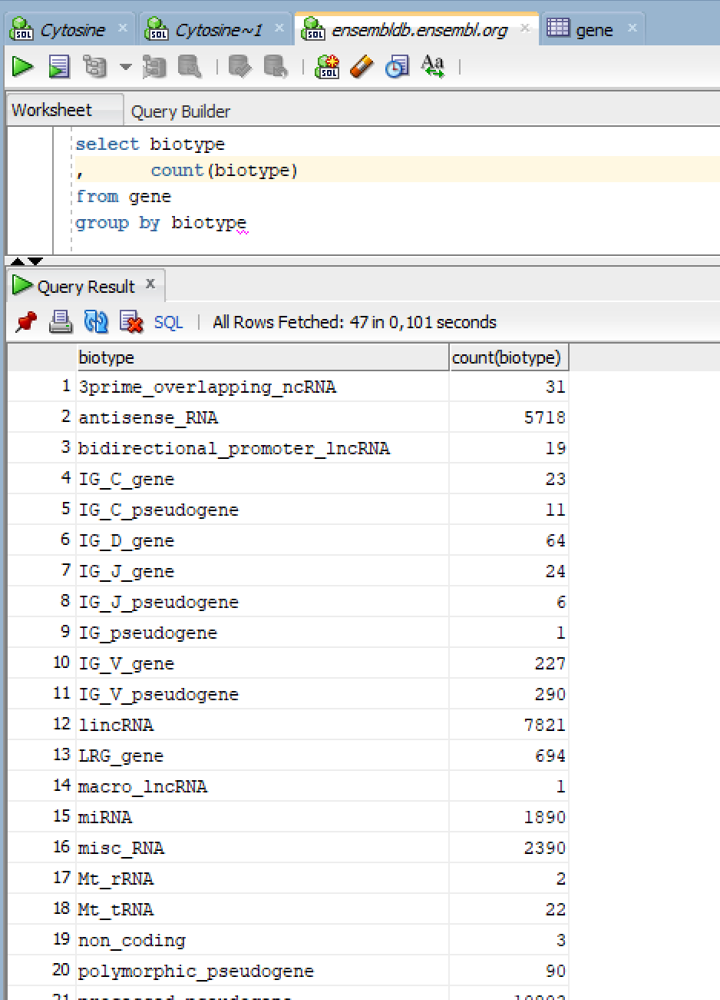 Cytosine
Cytosine~1
ensembldb.ensembl.org
gene
Worksheet Query Builder
select biotype
, count(biotype)
from gene
group by biotype
Query Result
SQL | All Rows Fetched: 47 in 0,101 seconds
biotype count(biotype)
1 3prime_overlapping_ncRNA 31
2 antisense_RNA 5718
3 bidirectional_promoter_lncRNA 19
4 IG_C_gene 23
5 IG_C_pseudogene 11
6 IG_D_gene 64
7 IG_J_gene 24
8 IG_J_pseudogene 6
9 IG_pseudogene 1
10 IG_V_gene 227
11 IG_V_pseudogene 290
12 lincRNA 7821
13 LRG_gene 694
14 macro_lncRNA 1
15 miRNA 1890
16 misc_RNA 2390
17 Mt_rRNA 2
18 Mt_tRNA 22
19 non_coding 3
20 polymorphic_pseudogene 90
21